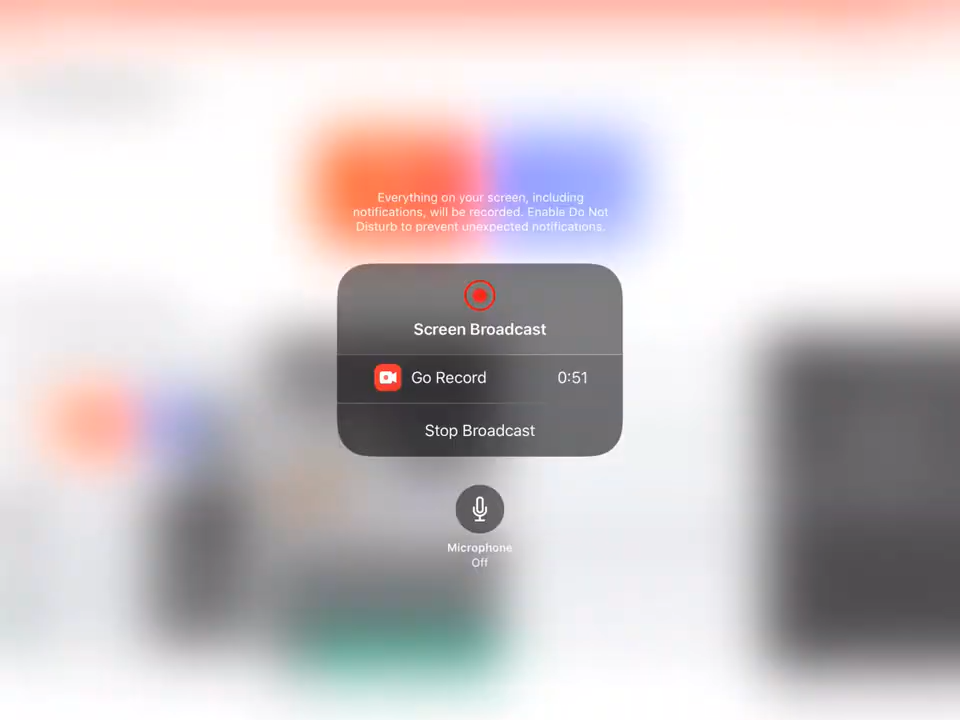 Everything on your screen, including
notifications, will be recorded. Enable Do Not
Disturb to prevent unexpected notifications.
Screen Broadcast
Go Record 0:51
Stop Broadcast
Microphone
Off